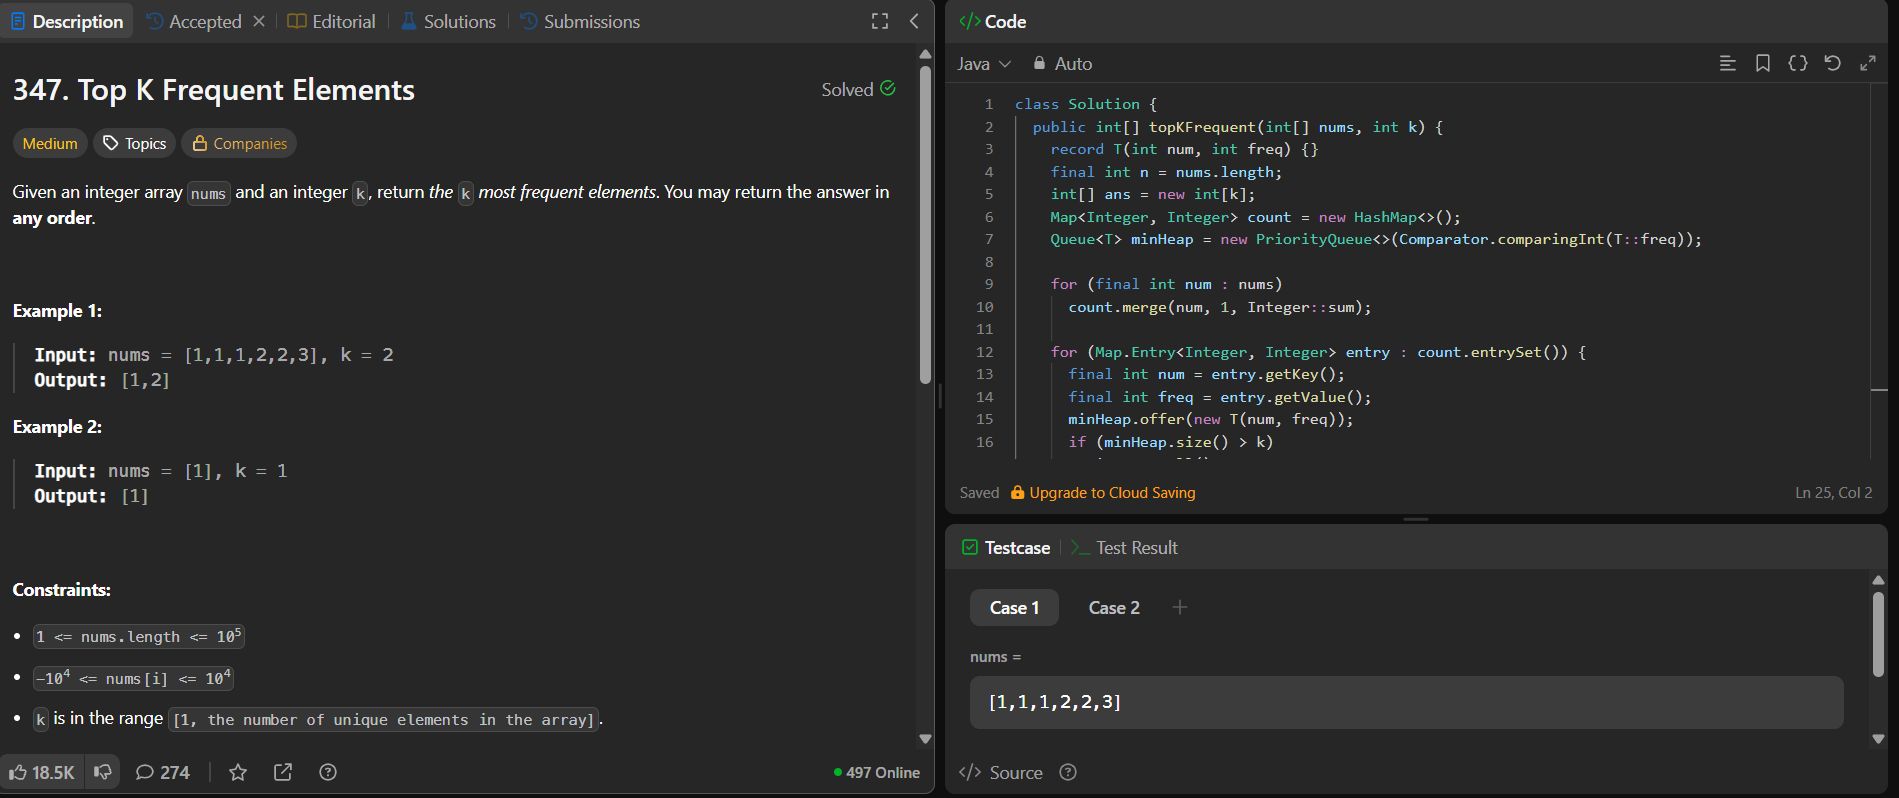 Description
Accepted
Editorial
Solutions
Submissions
347. Top K Frequent Elements
Solved
Medium
Topics
Companies
Given an integer array nums and an integer k, return the k most frequent elements. You may return the answer in
any order.
Example 1:
Input: nums = [1,1,1,2,2,3], k = 2
Output: [1,2]
Example 2:
Input: nums = [1], k = 1
Output: [1]
Constraints:
• 1 <= nums.length <= 10⁵
• −10⁴ <= nums[i] <= 10⁴
• k is in the range [1, the number of unique elements in the array].
18.5K
274
497 Online
</> Code
Java
Auto
1 class Solution {
2 public int[] topKFrequent(int[] nums, int k) {
3 record T(int num, int freq) {}
4 final int n = nums.length;
5 int[] ans = new int[k];
6 Map<Integer, Integer> count = new HashMap<>();
7 Queue<T> minHeap = new PriorityQueue<>(Comparator.comparingInt(T::freq));
8
9 for (final int num : nums)
10 count.merge(num, 1, Integer::sum);
11
12 for (Map.Entry<Integer, Integer> entry : count.entrySet()) {
13 final int num = entry.getKey();
14 final int freq = entry.getValue();
15 minHeap.offer(new T(num, freq));
16 if (minHeap.size() > k)
Saved
Upgrade to Cloud Saving
Ln 25, Col 2
Testcase
Test Result
Case 1
Case 2
+
nums =
[1,1,1,2,2,3]
</> Source